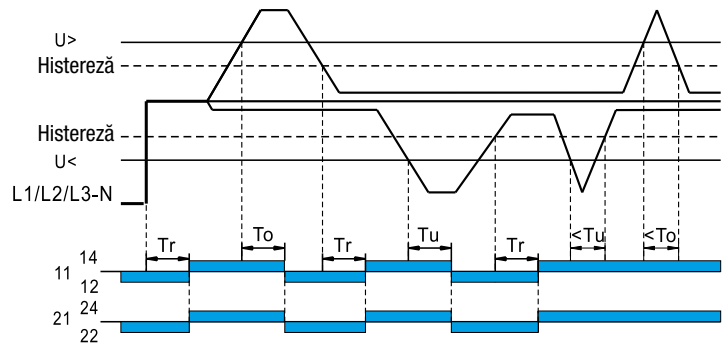 U>
Histereză
Histereză
U<
L1/L2/L3-N
Tr To Tr Tu Tr <Tu <To
14
11
12
24
21
22